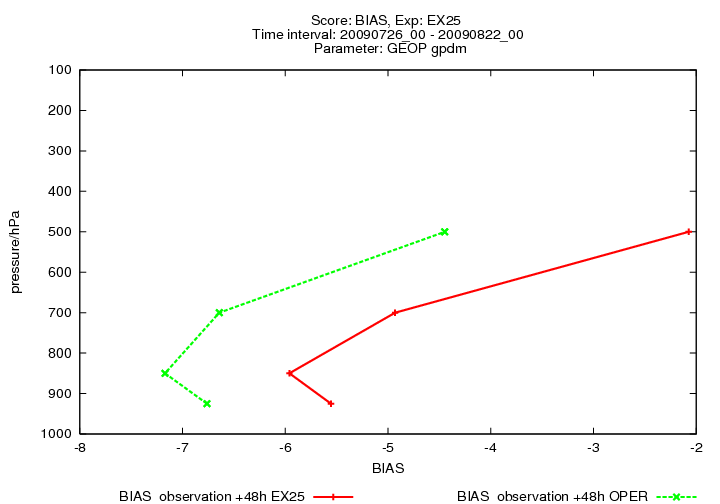 Score: BIAS, Exp: EX25
Time interval: 20090726_00 - 20090822_00
Parameter: GEOP gpdm
100
200
300
400
500
600
700
800
900
1000
pressure/hPa
-8 -7 -6 -5 -4 -3 -2
BIAS
BIAS observation +48h EX25 BIAS observation +48h OPER